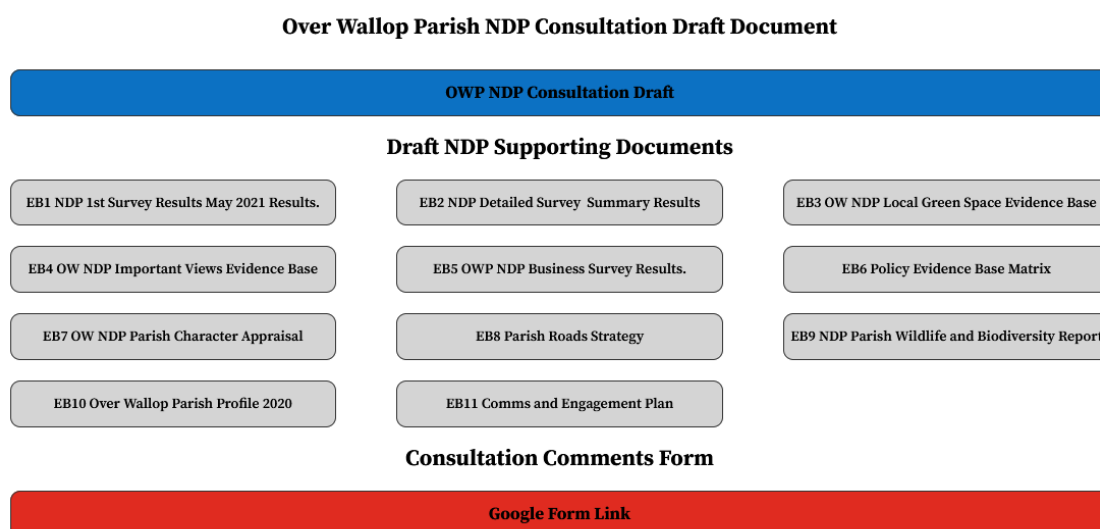 Over Wallop Parish NDP Consultation Draft Document
OWP NDP Consultation Draft
Draft NDP Supporting Documents
EB1 NDP 1st Survey Results May 2021 Results.
EB2 NDP Detailed Survey  Summary Results
EB3 OW NDP Local Green Space Evidence Base
EB4 OW NDP Important Views Evidence Base
EB5 OWP NDP Business Survey Results.
EB6 Policy Evidence Base Matrix
EB7 OW NDP Parish Character Appraisal
EB8 Parish Roads Strategy
EB9 NDP Parish Wildlife and Biodiversity Report
EB10 Over Wallop Parish Profile 2020
EB11 Comms and Engagement Plan
Consultation Comments Form
Google Form Link